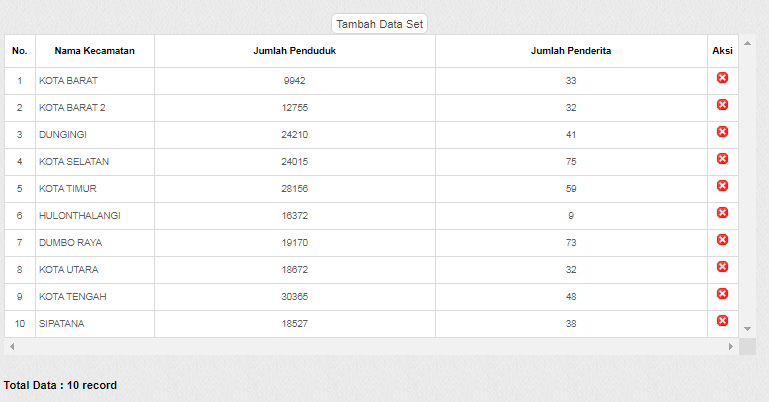 Tambah Data Set
No. Nama Kecamatan Jumlah Penduduk Jumlah Penderita Aksi
1 KOTA BARAT 9942 33
2 KOTA BARAT 2 12755 32
3 DUNGINGI 24210 41
4 KOTA SELATAN 24015 75
5 KOTA TIMUR 28156 59
6 HULONTHALANGI 16372 9
7 DUMBO RAYA 19170 73
8 KOTA UTARA 18672 32
9 KOTA TENGAH 30365 48
10 SIPATANA 18527 38
Total Data : 10 record